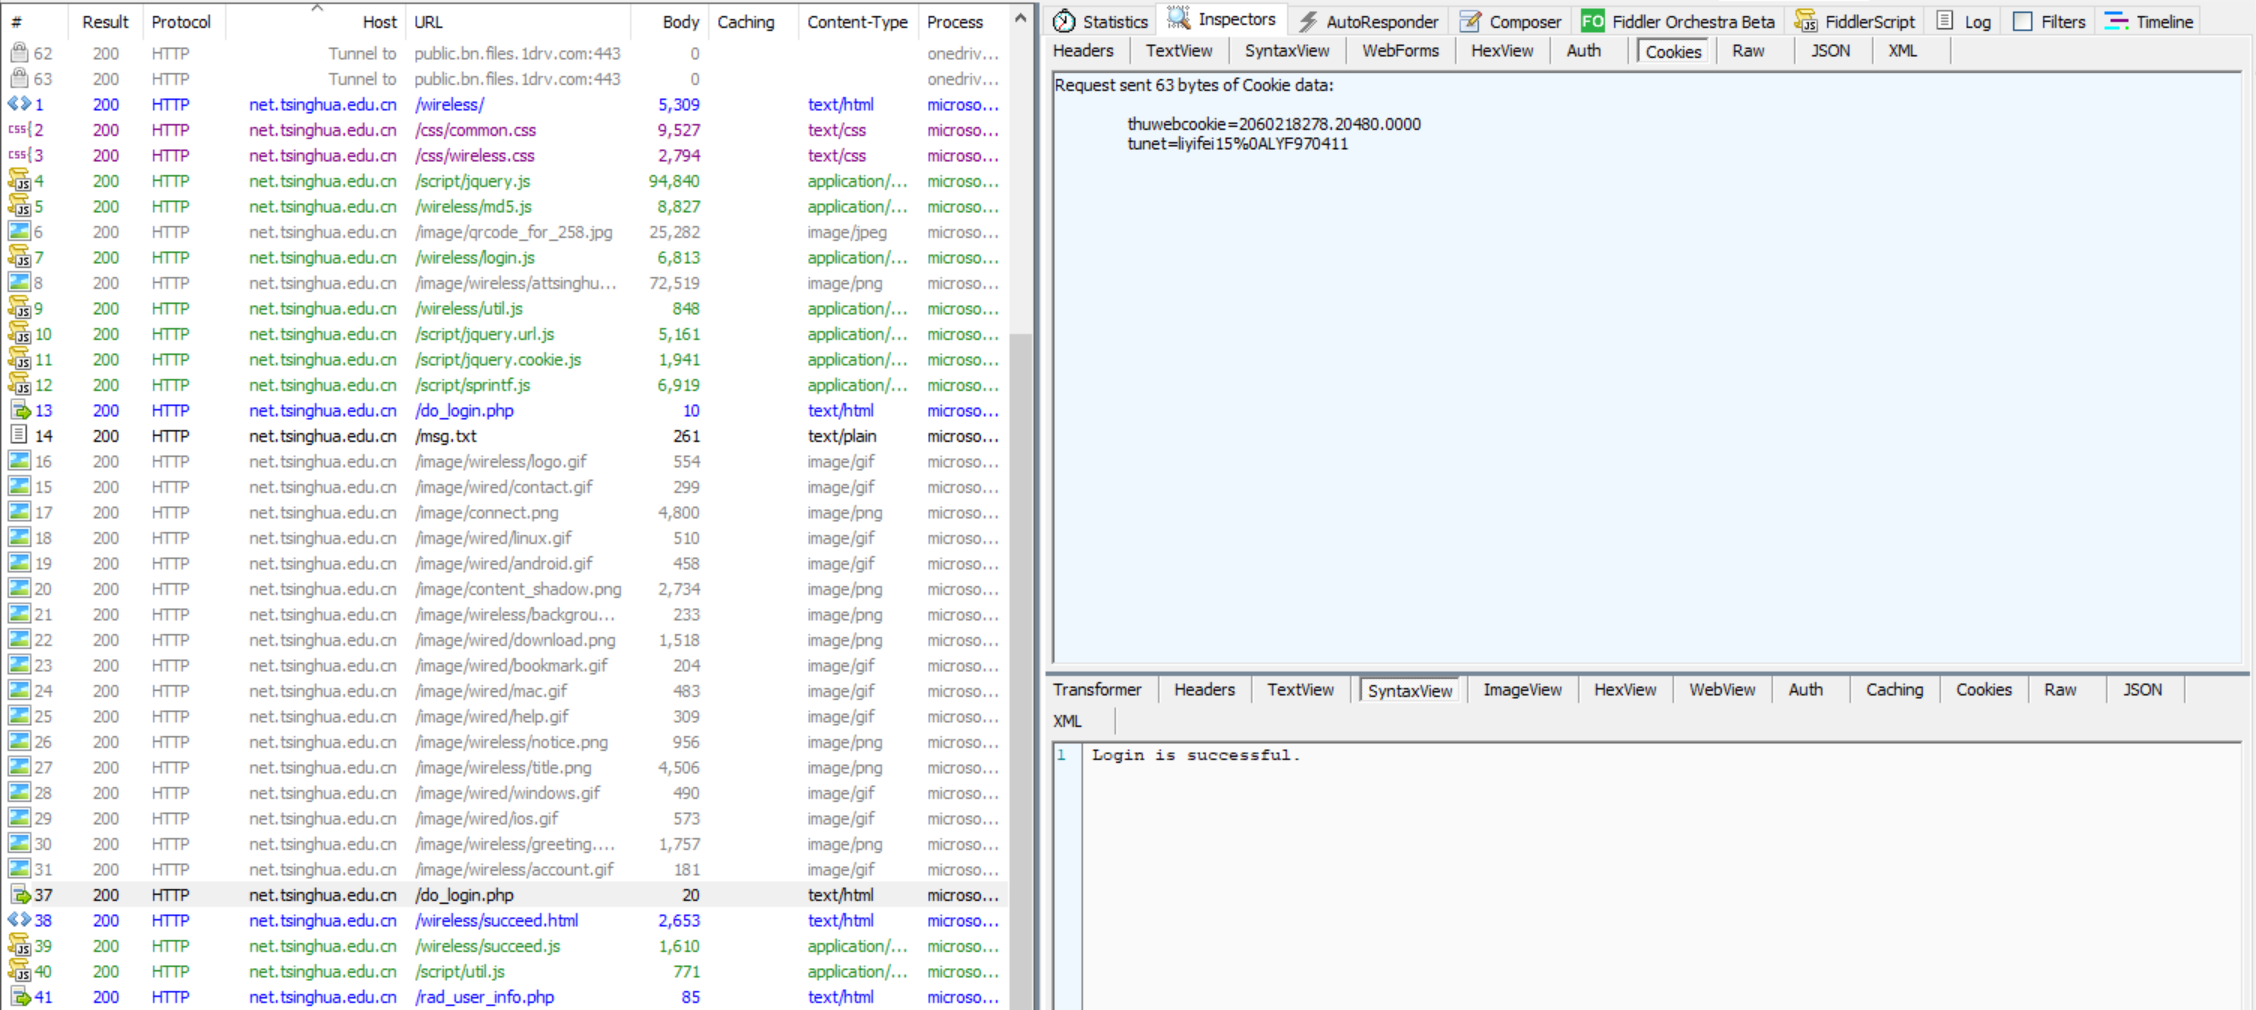 # Result Protocol Host URL Body Caching Content-Type Process
62 200 HTTP Tunnel to public.bn.files.1drv.com:443 0 onedriv...
63 200 HTTP Tunnel to public.bn.files.1drv.com:443 0 onedriv...
1 200 HTTP net.tsinghua.edu.cn /wireless/ 5,309 text/html microso...
2 200 HTTP net.tsinghua.edu.cn /css/common.css 9,527 text/css microso...
3 200 HTTP net.tsinghua.edu.cn /css/wireless.css 2,794 text/css microso...
4 200 HTTP net.tsinghua.edu.cn /script/jquery.js 94,840 application/... microso...
5 200 HTTP net.tsinghua.edu.cn /wireless/md5.js 8,827 application/... microso...
6 200 HTTP net.tsinghua.edu.cn /image/qrcode_for_258.jpg 25,282 image/jpeg microso...
7 200 HTTP net.tsinghua.edu.cn /wireless/login.js 6,813 application/... microso...
8 200 HTTP net.tsinghua.edu.cn /image/wireless/attsinghu... 72,519 image/png microso...
9 200 HTTP net.tsinghua.edu.cn /wireless/util.js 848 application/... microso...
10 200 HTTP net.tsinghua.edu.cn /script/jquery.url.js 5,161 application/... microso...
11 200 HTTP net.tsinghua.edu.cn /script/jquery.cookie.js 1,941 application/... microso...
12 200 HTTP net.tsinghua.edu.cn /script/sprintf.js 6,919 application/... microso...
13 200 HTTP net.tsinghua.edu.cn /do_login.php 10 text/html microso...
14 200 HTTP net.tsinghua.edu.cn /msg.txt 261 text/plain microso...
16 200 HTTP net.tsinghua.edu.cn /image/wireless/logo.gif 554 image/gif microso...
15 200 HTTP net.tsinghua.edu.cn /image/wired/contact.gif 299 image/gif microso...
17 200 HTTP net.tsinghua.edu.cn /image/connect.png 4,800 image/png microso...
18 200 HTTP net.tsinghua.edu.cn /image/wired/linux.gif 510 image/gif microso...
19 200 HTTP net.tsinghua.edu.cn /image/wired/android.gif 458 image/gif microso...
20 200 HTTP net.tsinghua.edu.cn /image/content_shadow.png 2,734 image/png microso...
21 200 HTTP net.tsinghua.edu.cn /image/wireless/backgrou... 233 image/png microso...
22 200 HTTP net.tsinghua.edu.cn /image/wired/download.png 1,518 image/png microso...
23 200 HTTP net.tsinghua.edu.cn /image/wired/bookmark.gif 204 image/gif microso...
24 200 HTTP net.tsinghua.edu.cn /image/wired/mac.gif 483 image/gif microso...
25 200 HTTP net.tsinghua.edu.cn /image/wired/help.gif 309 image/gif microso...
26 200 HTTP net.tsinghua.edu.cn /image/wireless/notice.png 956 image/png microso...
27 200 HTTP net.tsinghua.edu.cn /image/wireless/title.png 4,506 image/png microso...
28 200 HTTP net.tsinghua.edu.cn /image/wired/windows.gif 490 image/gif microso...
29 200 HTTP net.tsinghua.edu.cn /image/wired/ios.gif 573 image/gif microso...
30 200 HTTP net.tsinghua.edu.cn /image/wireless/greeting.... 1,757 image/png microso...
31 200 HTTP net.tsinghua.edu.cn /image/wireless/account.gif 181 image/gif microso...
37 200 HTTP net.tsinghua.edu.cn /do_login.php 20 text/html microso...
38 200 HTTP net.tsinghua.edu.cn /wireless/succeed.html 2,653 text/html microso...
39 200 HTTP net.tsinghua.edu.cn /wireless/succeed.js 1,610 application/... microso...
40 200 HTTP net.tsinghua.edu.cn /script/util.js 771 application/... microso...
41 200 HTTP net.tsinghua.edu.cn /rad_user_info.php 85 text/html microso...
Statistics Inspectors AutoResponder Composer FO Fiddler Orchestra Beta FiddlerScript Log Filters Timeline
Headers TextView SyntaxView WebForms HexView Auth Cookies Raw JSON XML
Request sent 63 bytes of Cookie data:
thuwebcookie=2060218278.20480.0000
tunet=liyifei15%0ALYF970411
Transformer Headers TextView SyntaxView ImageView HexView WebView Auth Caching Cookies Raw JSON
XML
1 Login is successful.